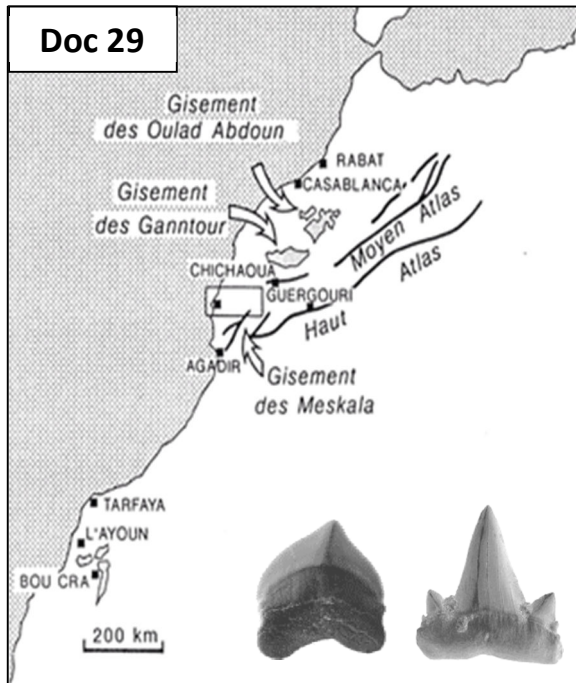 Doc 29
Gisement
des Oulad Abdoun
RABAT
CASABLANCA
Gisement
des Ganntour
Moyen Atlas
CHICHAOUA
GUERGOURI
Haut Atlas
AGADIR
Gisement
des Meskala
TARFAYA
L'AYOUN
BOU CRA
200 km